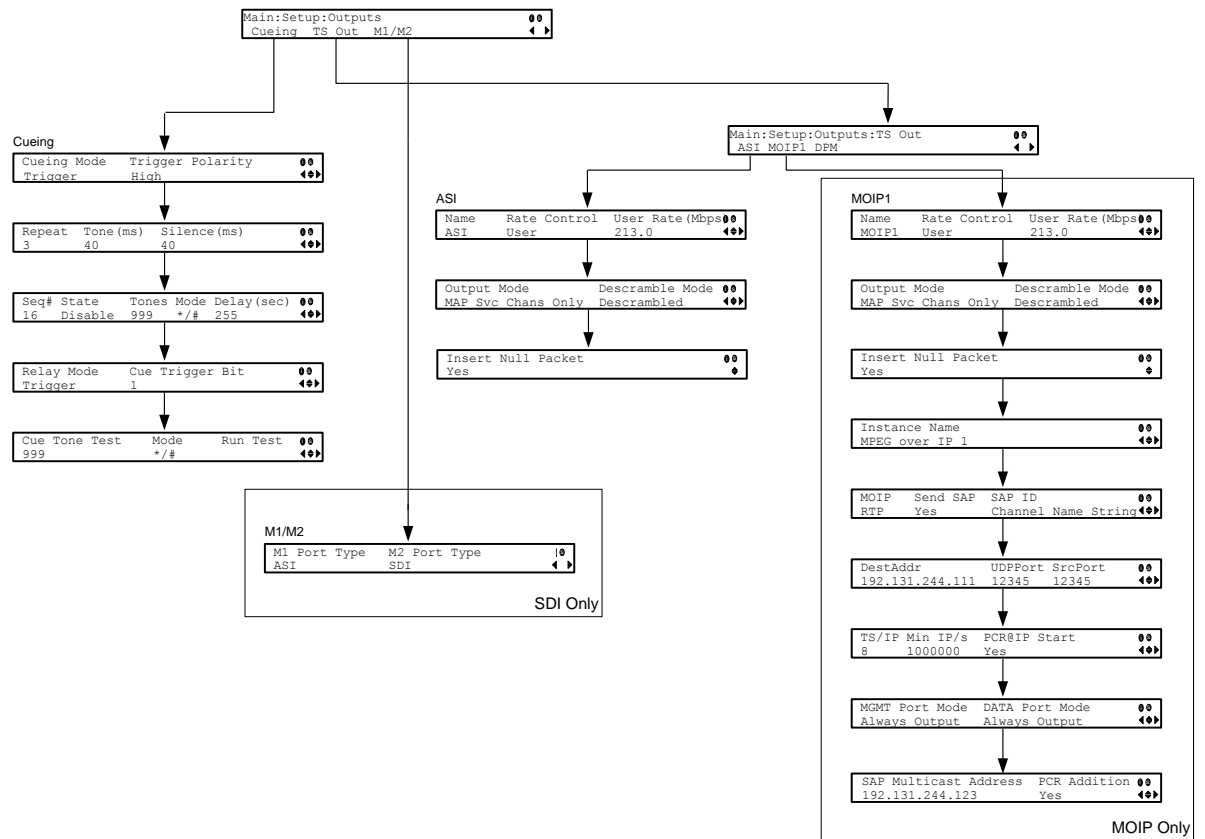 Main:Setup:Outputs
Cueing TS Out M1/M2
Cueing
Cueing Mode Trigger Polarity
Trigger High
Repeat Tone(ms) Silence(ms)
3 40 40
Seq# State Tones Mode Delay(sec)
16 Disable 999 */# 255
Relay Mode Cue Trigger Bit
Trigger 1
Cue Tone Test Mode Run Test
999 */#
M1/M2
M1 Port Type M2 Port Type
ASI SDI
SDI Only
Main:Setup:Outputs:TS Out
ASI MOIP1 DPM
ASI
Name Rate Control User Rate(Mbps
ASI User 213.0
Output Mode Descramble Mode
MAP Svc Chans Only Descrambled
Insert Null Packet
Yes
MOIP1
Name Rate Control User Rate(Mbps
MOIP1 User 213.0
Output Mode Descramble Mode
MAP Svc Chans Only Descrambled
Insert Null Packet
Yes
Instance Name
MPEG over IP 1
MOIP Send SAP SAP ID
RTP Yes Channel Name String
DestAddr UDPPort SrcPort
192.131.244.111 12345 12345
TS/IP Min IP/s PCR@IP Start
8 1000000 Yes
MGMT Port Mode DATA Port Mode
Always Output Always Output
SAP Multicast Address PCR Addition
192.131.244.123 Yes
MOIP Only